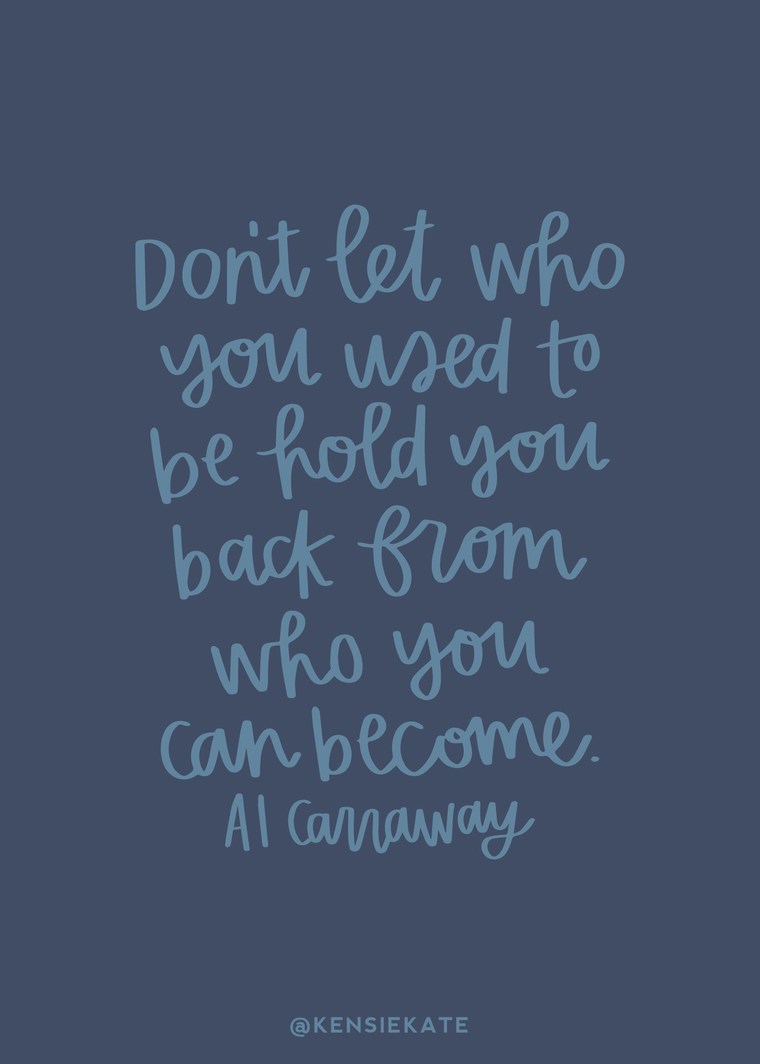 Don't let who
you used to
be hold you
back from
who you
can become.
Al Carraway
@KENSIEKATE